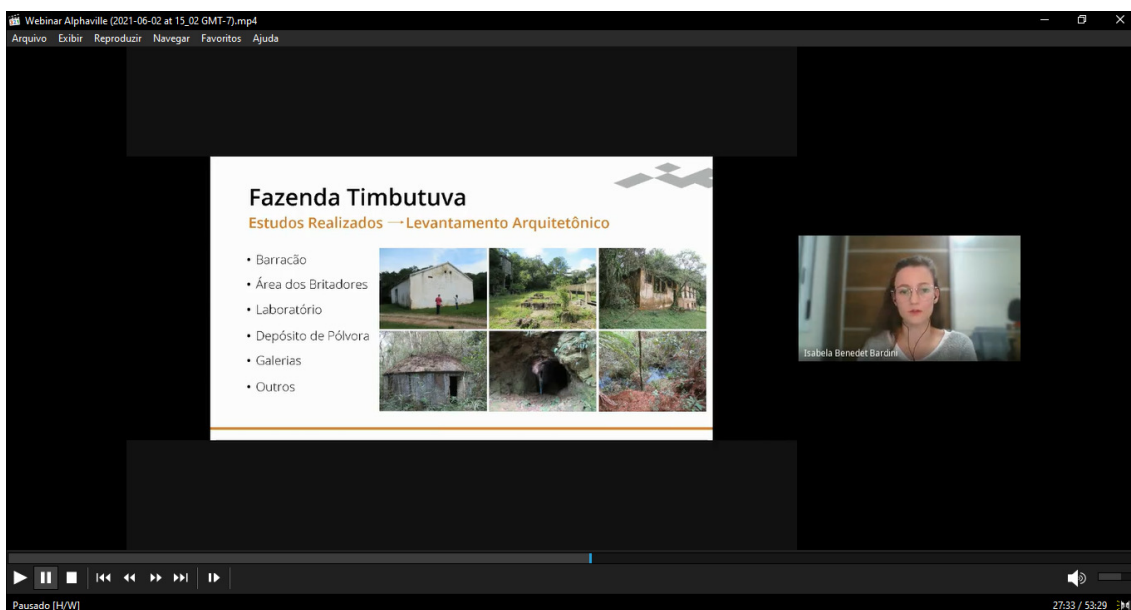 Webinar Alphaville (2021-06-02 at 15_02 GMT-7).mp4
Arquivo Exibir Reproduzir Navegar Favoritos Ajuda
Fazenda Timbutuva
Estudos Realizados → Levantamento Arquitetônico
• Barracão
• Área dos Britadores
• Laboratório
• Depósito de Pólvora
• Galerias
• Outros
Isabela Benedet Bardini
Pausado [H/W]
27:33 / 53:29